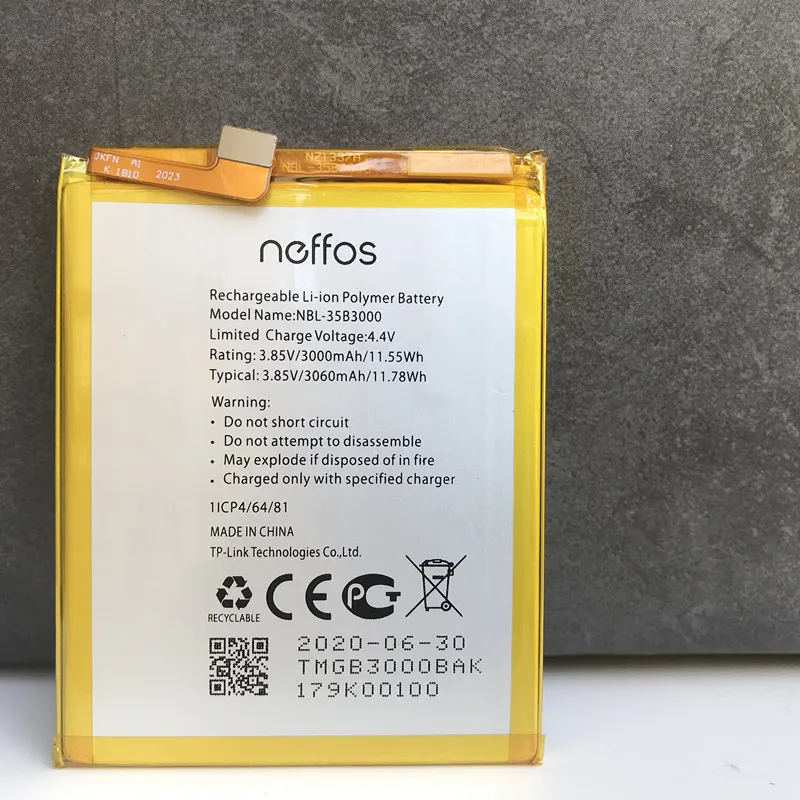 JKFN A1
K 1B10 2023
neffos
Rechargeable Li-ion Polymer Battery
Model Name:NBL-35B3000
Limited Charge Voltage:4.4V
Rating: 3.85V/3000mAh/11.55Wh
Typical: 3.85V/3060mAh/11.78Wh
Warning:
• Do not short circuit
• Do not attempt to disassemble
• May explode if disposed of in fire
• Charged only with specified charger
1ICP4/64/81
MADE IN CHINA
TP-Link Technologies Co.,Ltd.
RECYCLABLE
2020-06-30
TMGB3000BAK
179K00100